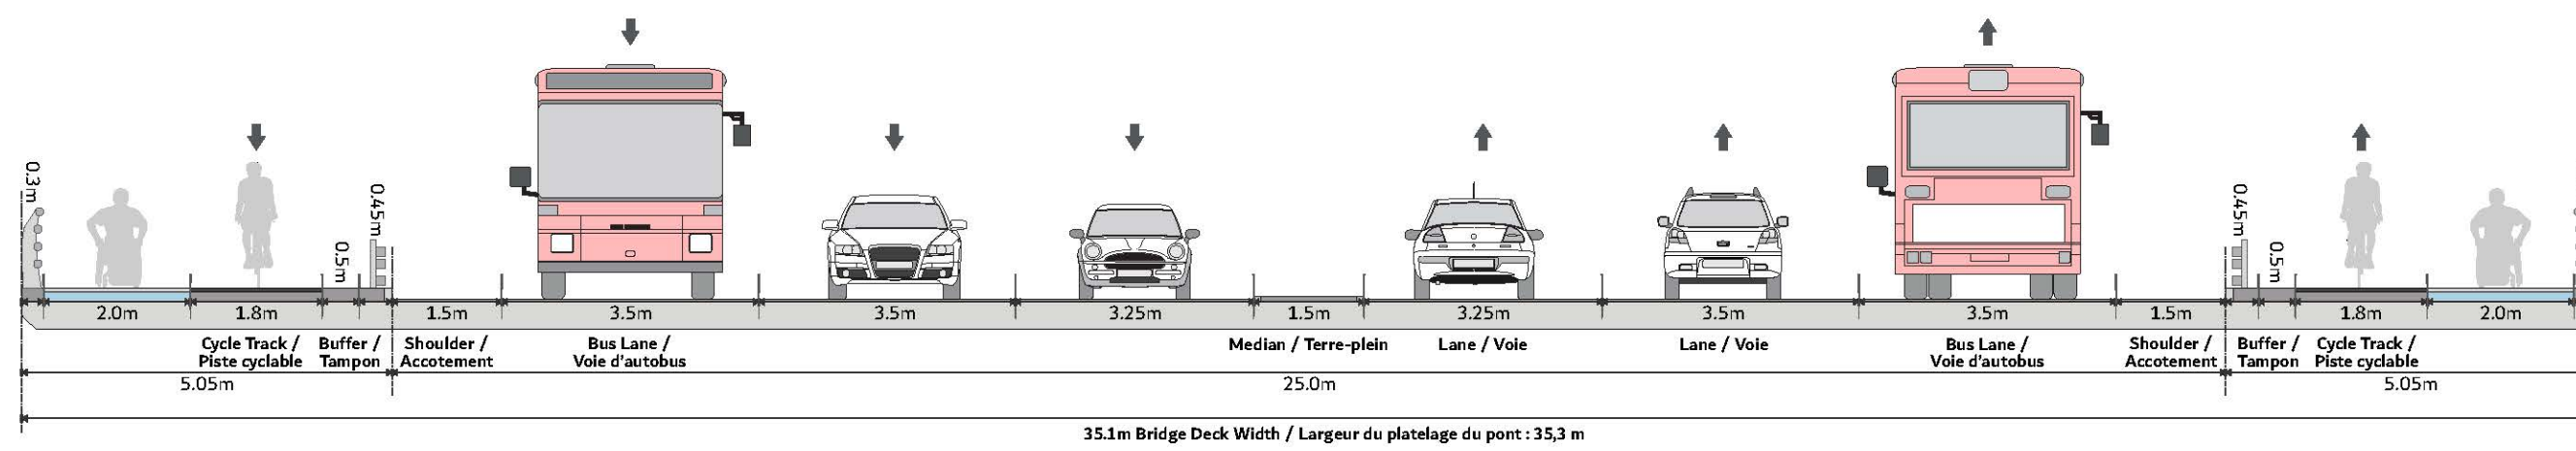 0.3m
0.45m
0.5m
0.45m
0.5m
2.0m 1.8m 1.5m 3.5m 3.5m 3.25m 1.5m 3.25m 3.5m 3.5m 1.5m 1.8m 2.0m
Cycle Track /
Piste cyclable
Buffer /
Tampon
Shoulder /
Accotement
Bus Lane /
Voie d'autobus
Median / Terre-plein
Lane / Voie
Lane / Voie
Bus Lane /
Voie d'autobus
Shoulder /
Accotement
Buffer /
Tampon
Cycle Track /
Piste cyclable
5.05m 25.0m 5.05m
35.1m Bridge Deck Width / Largeur du platelage du pont : 35,3 m